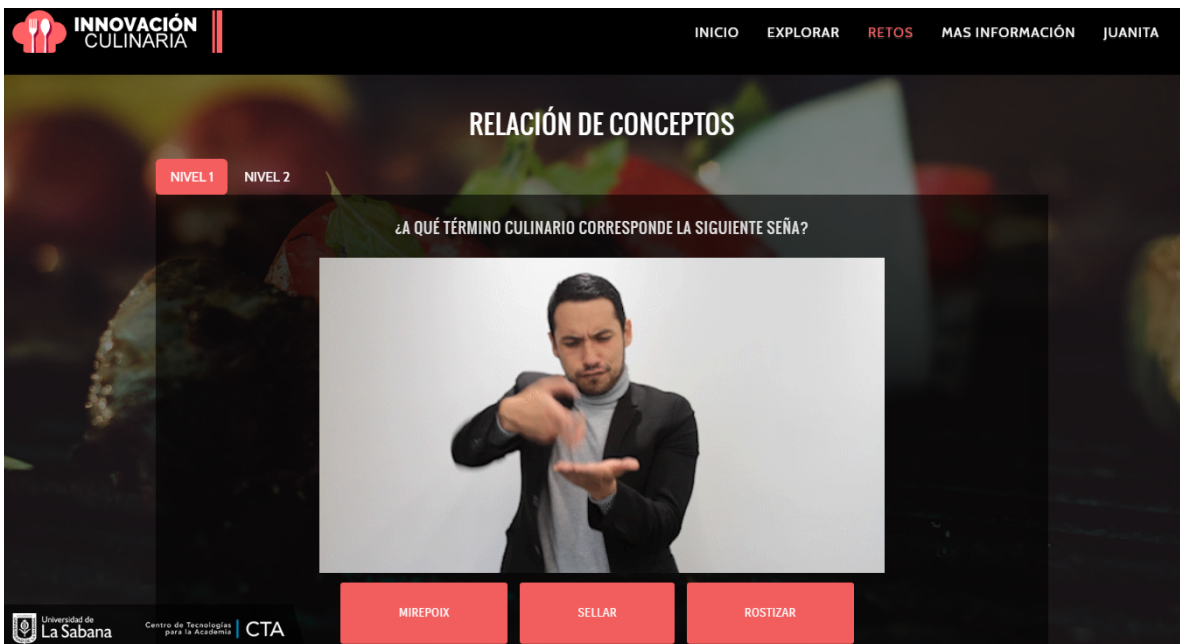 INNOVACIÓN
CULINARIA
INICIO EXPLORAR RETOS MAS INFORMACIÓN JUANITA
RELACIÓN DE CONCEPTOS
NIVEL 1 NIVEL 2
¿A QUÉ TÉRMINO CULINARIO CORRESPONDE LA SIGUIENTE SEÑA?
MIREPOIX SELLAR ROSTIZAR
Universidad de
La Sabana
Centro de Tecnologías
para la Academia
CTA